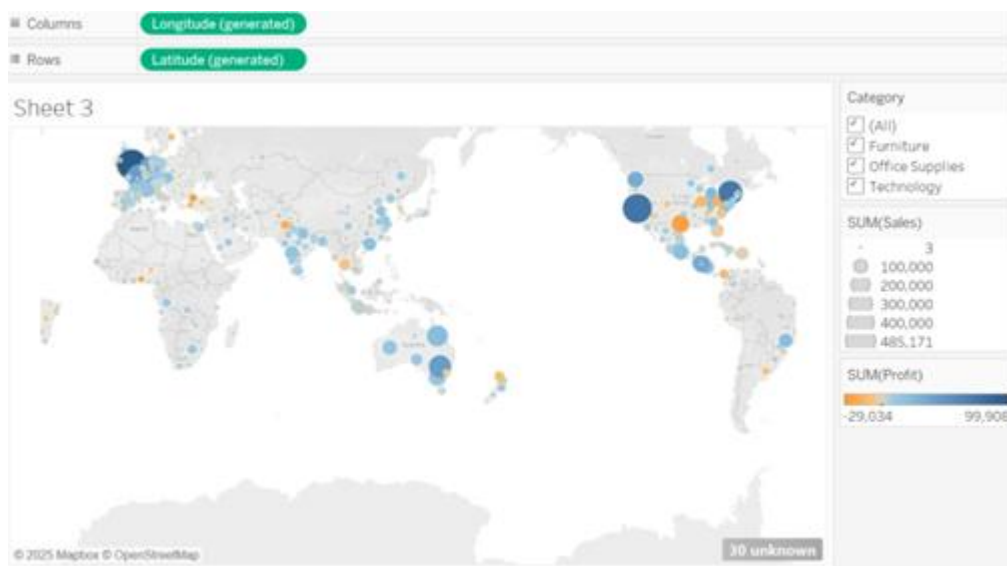 Columns
Longitude (generated)
Rows
Latitude (generated)
Sheet 3
Category
(All)
Furniture
Office Supplies
Technology
SUM(Sales)
3
100,000
200,000
300,000
400,000
485,171
SUM(Profit)
-29,034
99,908
© 2025 Mapbox © OpenStreetMap
30 unknown